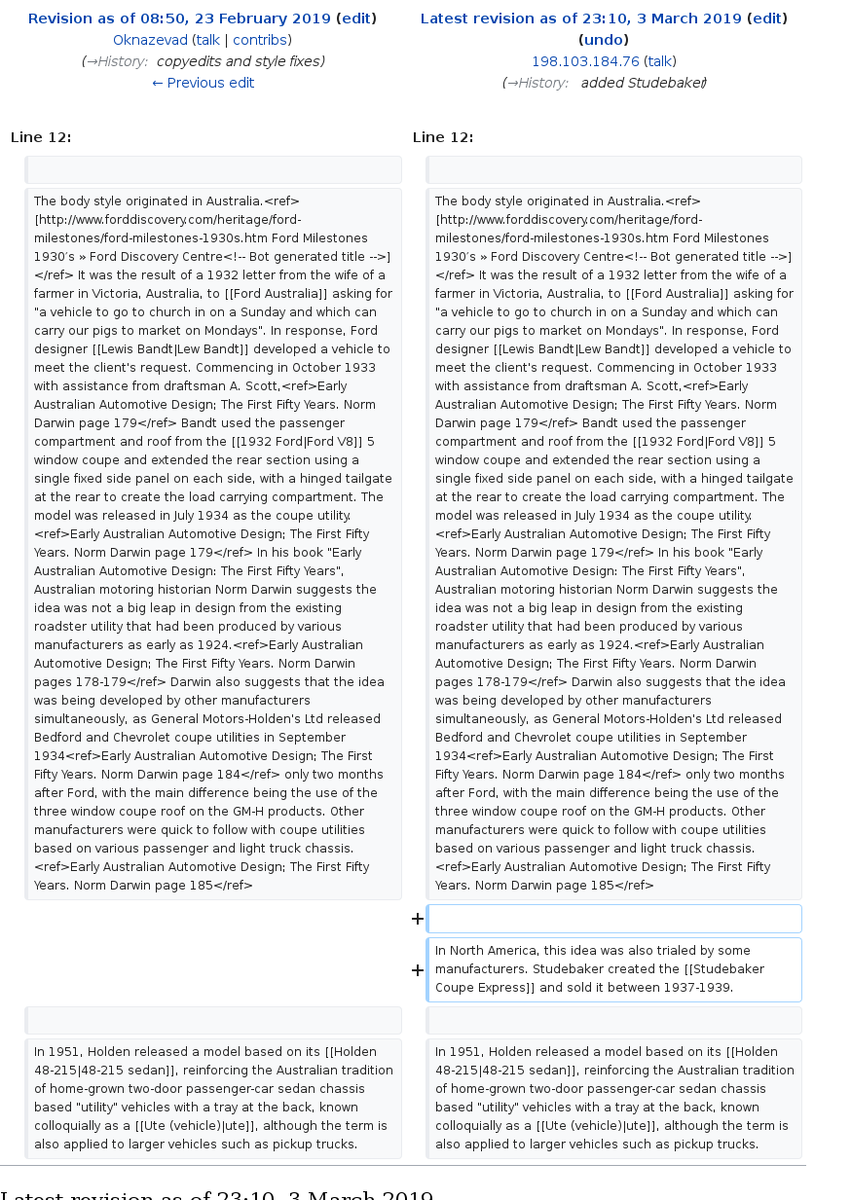 Revision as of 08:50, 23 February 2019 (edit)
Oknazevad (talk | contribs)
(→History: copyedits and style fixes)
← Previous edit
Latest revision as of 23:10, 3 March 2019 (edit)
(undo)
198.103.184.76 (talk)
(→History: added Studebaker)
Line 12:
Line 12:
The body style originated in Australia.<ref>
[http://www.forddiscovery.com/heritage/ford-
milestones/ford-milestones-1930s.htm Ford Milestones
1930′s » Ford Discovery Centre<!-- Bot generated title -->]
</ref> It was the result of a 1932 letter from the wife of a
farmer in Victoria, Australia, to [[Ford Australia]] asking for
"a vehicle to go to church in on a Sunday and which can
carry our pigs to market on Mondays". In response, Ford
designer [[Lewis Bandt|Lew Bandt]] developed a vehicle to
meet the client's request. Commencing in October 1933
with assistance from draftsman A. Scott,<ref>Early
Australian Automotive Design; The First Fifty Years. Norm
Darwin page 179</ref> Bandt used the passenger
compartment and roof from the [[1932 Ford|Ford V8]] 5
window coupe and extended the rear section using a
single fixed side panel on each side, with a hinged tailgate
at the rear to create the load carrying compartment. The
model was released in July 1934 as the coupe utility.
<ref>Early Australian Automotive Design; The First Fifty
Years. Norm Darwin page 179</ref> In his book "Early
Australian Automotive Design: The First Fifty Years",
Australian motoring historian Norm Darwin suggests the
idea was not a big leap in design from the existing
roadster utility that had been produced by various
manufacturers as early as 1924.<ref>Early Australian
Automotive Design; The First Fifty Years. Norm Darwin
pages 178-179</ref> Darwin also suggests that the idea
was being developed by other manufacturers
simultaneously, as General Motors-Holden's Ltd released
Bedford and Chevrolet coupe utilities in September
1934<ref>Early Australian Automotive Design; The First
Fifty Years. Norm Darwin page 184</ref> only two months
after Ford, with the main difference being the use of the
three window coupe roof on the GM-H products. Other
manufacturers were quick to follow with coupe utilities
based on various passenger and light truck chassis.
<ref>Early Australian Automotive Design; The First Fifty
Years. Norm Darwin page 185</ref>
The body style originated in Australia.<ref>
[http://www.forddiscovery.com/heritage/ford-
milestones/ford-milestones-1930s.htm Ford Milestones
1930′s » Ford Discovery Centre<!-- Bot generated title -->]
</ref> It was the result of a 1932 letter from the wife of a
farmer in Victoria, Australia, to [[Ford Australia]] asking for
"a vehicle to go to church in on a Sunday and which can
carry our pigs to market on Mondays". In response, Ford
designer [[Lewis Bandt|Lew Bandt]] developed a vehicle to
meet the client's request. Commencing in October 1933
with assistance from draftsman A. Scott,<ref>Early
Australian Automotive Design; The First Fifty Years. Norm
Darwin page 179</ref> Bandt used the passenger
compartment and roof from the [[1932 Ford|Ford V8]] 5
window coupe and extended the rear section using a
single fixed side panel on each side, with a hinged tailgate
at the rear to create the load carrying compartment. The
model was released in July 1934 as the coupe utility.
<ref>Early Australian Automotive Design; The First Fifty
Years. Norm Darwin page 179</ref> In his book "Early
Australian Automotive Design: The First Fifty Years",
Australian motoring historian Norm Darwin suggests the
idea was not a big leap in design from the existing
roadster utility that had been produced by various
manufacturers as early as 1924.<ref>Early Australian
Automotive Design; The First Fifty Years. Norm Darwin
pages 178-179</ref> Darwin also suggests that the idea
was being developed by other manufacturers
simultaneously, as General Motors-Holden's Ltd released
Bedford and Chevrolet coupe utilities in September
1934<ref>Early Australian Automotive Design; The First
Fifty Years. Norm Darwin page 184</ref> only two months
after Ford, with the main difference being the use of the
three window coupe roof on the GM-H products. Other
manufacturers were quick to follow with coupe utilities
based on various passenger and light truck chassis.
<ref>Early Australian Automotive Design; The First Fifty
Years. Norm Darwin page 185</ref>
+
+
In North America, this idea was also trialed by some
manufacturers. Studebaker created the [[Studebaker
Coupe Express]] and sold it between 1937-1939.
In 1951, Holden released a model based on its [[Holden
48-215|48-215 sedan]], reinforcing the Australian tradition
of home-grown two-door passenger-car sedan chassis
based "utility" vehicles with a tray at the back, known
colloquially as a [[Ute (vehicle)|ute]], although the term is
also applied to larger vehicles such as pickup trucks.
In 1951, Holden released a model based on its [[Holden
48-215|48-215 sedan]], reinforcing the Australian tradition
of home-grown two-door passenger-car sedan chassis
based "utility" vehicles with a tray at the back, known
colloquially as a [[Ute (vehicle)|ute]], although the term is
also applied to larger vehicles such as pickup trucks.
Latest revision as of 23:10, 3 March 2019